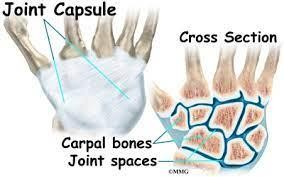 Joint Capsule
Cross Section
Carpal bones
Joint spaces
©MMG